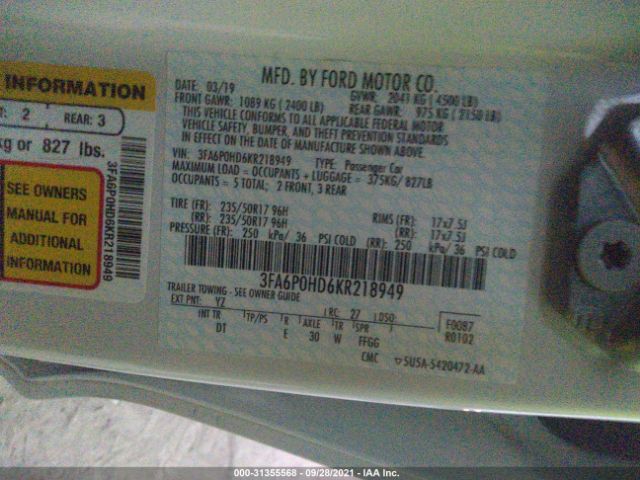 INFORMATION
T: 2 REAR: 3
kg or 827 lbs.
SEE OWNERS
MANUAL FOR
ADDITIONAL
INFORMATION
3FA6P0HD6KR218949
MFD. BY FORD MOTOR CO.
DATE: 03/19 GVWR: 2041 KG ( 4500 LB)
FRONT GAWR: 1089 KG (2400 LB) REAR GAWR: 975 KG (2150 LB)
THIS VEHICLE CONFORMS TO ALL APPLICABLE FEDERAL MOTOR
VEHICLE SAFETY, BUMPER, AND THEFT PREVENTION STANDARDS
IN EFFECT ON THE DATE OF MANUFACTURE SHOWN ABOVE.
VIN: 3FA6P0HD6KR218949 TYPE: Passenger Car
MAXIMUM LOAD = OCCUPANTS + LUGGAGE = 375KG/ 827LB
OCCUPANTS = 5 TOTAL, 2 FRONT, 3 REAR
TIRE (FR): 235/50R17 96H RIMS (FR): 17x7.5J
(RR): 235/50R17 96H (RR): 17x7.5J
PRESSURE (FR): 250 kPa/ 36 PSI COLD (RR): 250 kPa/ 36 PSI COLD
3FA6P0HD6KR218949
TRAILER TOWING - SEE OWNER GUIDE
EXT PNT: YZ RC: 27 DSO: F0087
INT TR TP/PS R AXLE TR SPR R0102
DT E 30 W FFGG
CMC 5U5A-5420472-AA
000-31355568 - 09/28/2021 - IAA Inc.